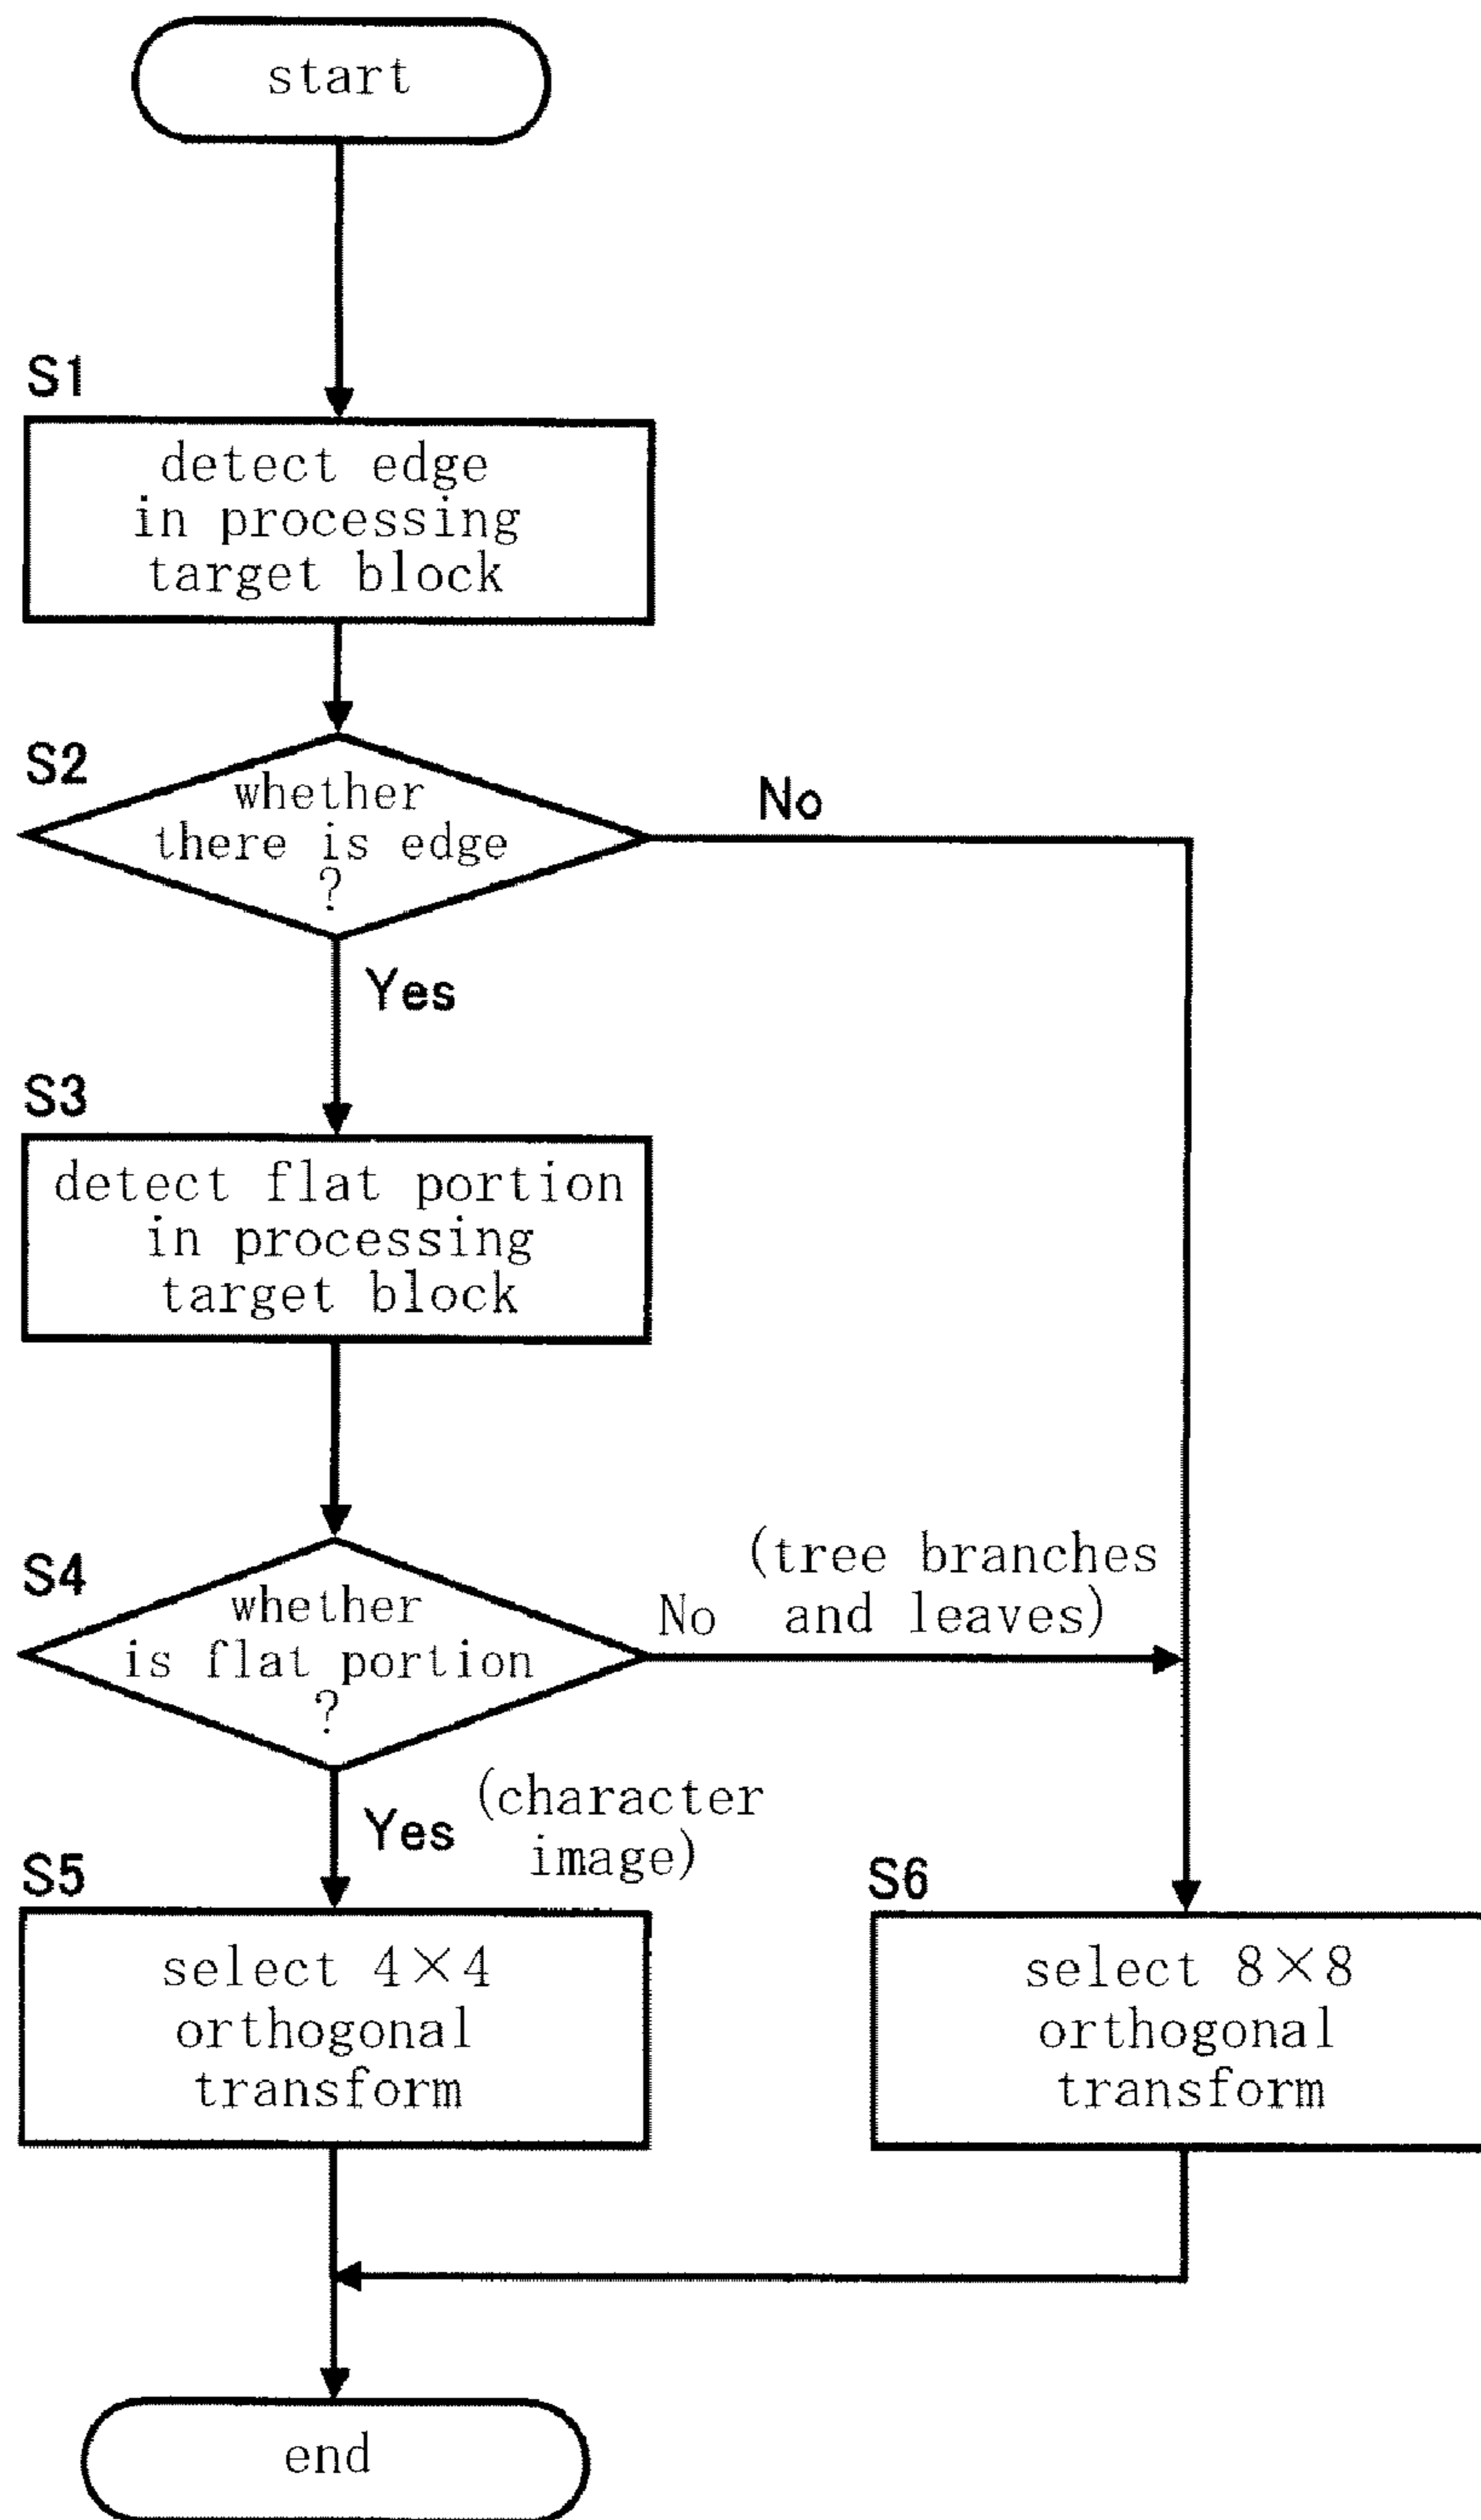 start
S1
detect edge
in processing
target block
S2
whether
there is edge
?
No
Yes
S3
detect flat portion
in processing
target block
S4
whether
is flat portion
?
No
(tree branches
and leaves)
Yes
(character
image)
S5
select 4×4
orthogonal
transform
S6
select 8×8
orthogonal
transform
end